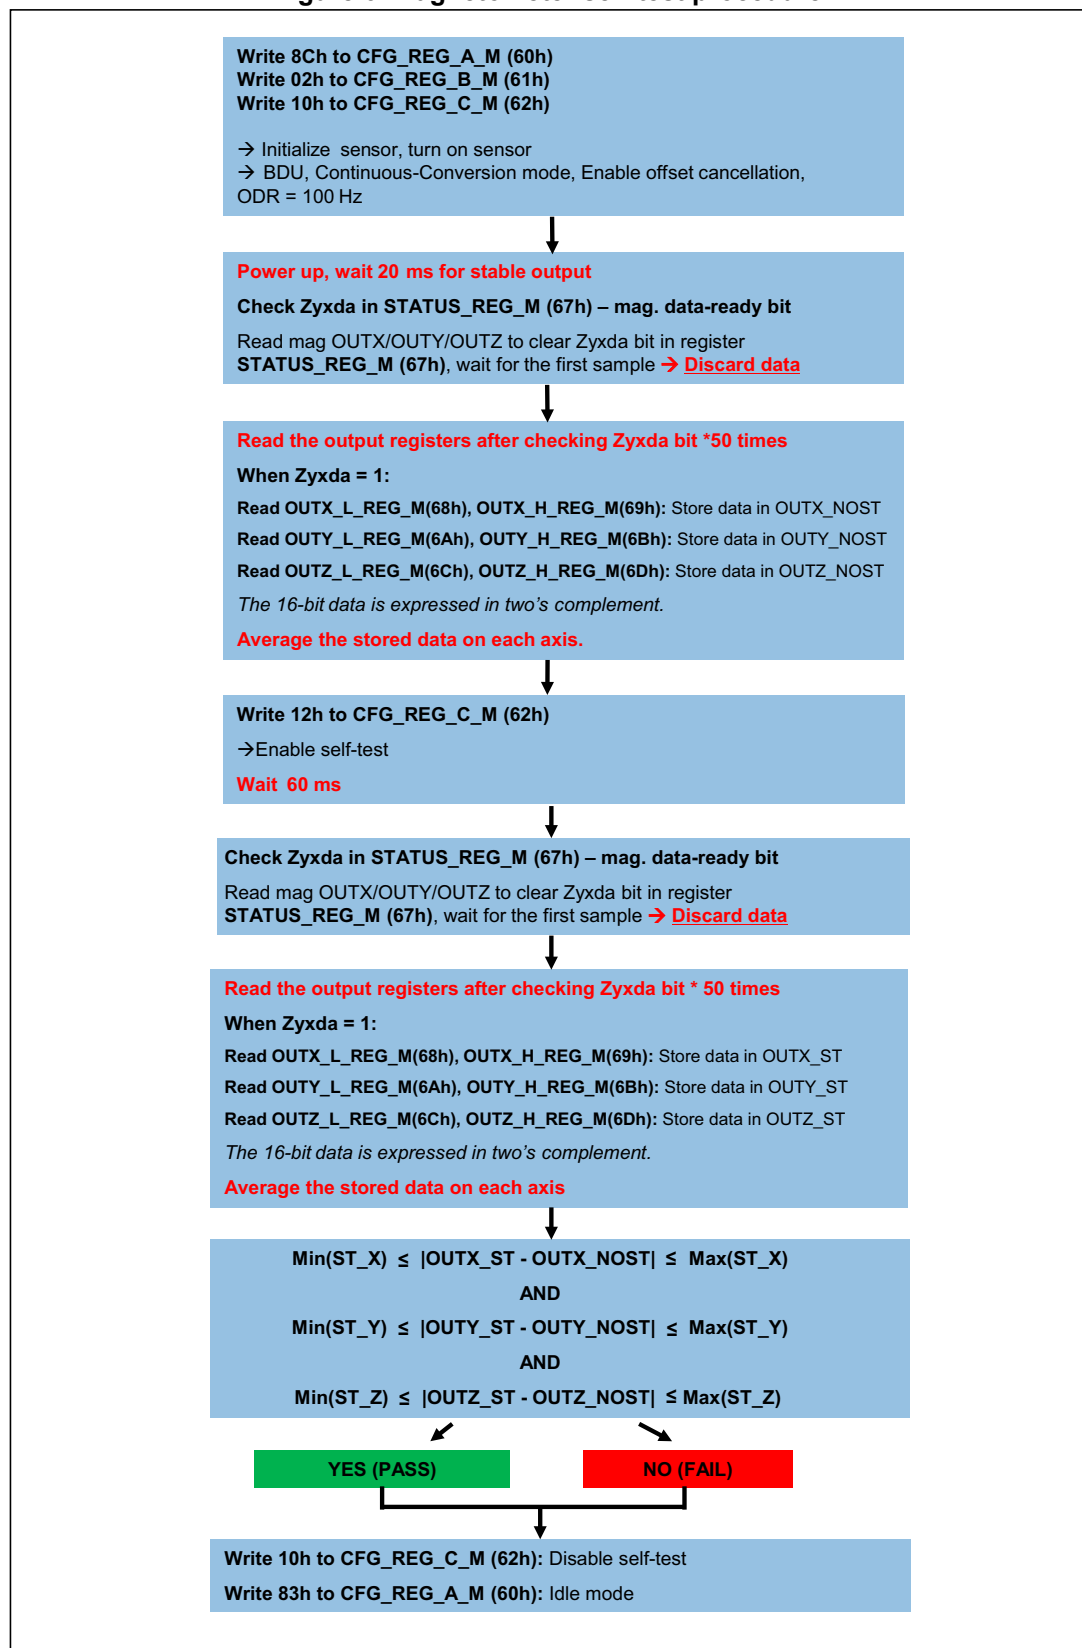 Write 8Ch to CFG_REG_A_M (60h)
Write 02h to CFG_REG_B_M (61h)
Write 10h to CFG_REG_C_M (62h)
→ Initialize sensor, turn on sensor
→ BDU, Continuous-Conversion mode, Enable offset cancellation,
ODR = 100 Hz
Power up, wait 20 ms for stable output
Check Zyxda in STATUS_REG_M (67h) – mag. data-ready bit
Read mag OUTX/OUTY/OUTZ to clear Zyxda bit in register
STATUS_REG_M (67h), wait for the first sample → Discard data
Read the output registers after checking Zyxda bit *50 times
When Zyxda = 1:
Read OUTX_L_REG_M(68h), OUTX_H_REG_M(69h): Store data in OUTX_NOST
Read OUTY_L_REG_M(6Ah), OUTY_H_REG_M(6Bh): Store data in OUTY_NOST
Read OUTZ_L_REG_M(6Ch), OUTZ_H_REG_M(6Dh): Store data in OUTZ_NOST
The 16-bit data is expressed in two’s complement.
Average the stored data on each axis.
Write 12h to CFG_REG_C_M (62h)
→Enable self-test
Wait 60 ms
Check Zyxda in STATUS_REG_M (67h) – mag. data-ready bit
Read mag OUTX/OUTY/OUTZ to clear Zyxda bit in register
STATUS_REG_M (67h), wait for the first sample → Discard data
Read the output registers after checking Zyxda bit * 50 times
When Zyxda = 1:
Read OUTX_L_REG_M(68h), OUTX_H_REG_M(69h): Store data in OUTX_ST
Read OUTY_L_REG_M(6Ah), OUTY_H_REG_M(6Bh): Store data in OUTY_ST
Read OUTZ_L_REG_M(6Ch), OUTZ_H_REG_M(6Dh): Store data in OUTZ_ST
The 16-bit data is expressed in two’s complement.
Average the stored data on each axis
Min(ST_X) ≤ |OUTX_ST - OUTX_NOST| ≤ Max(ST_X)
AND
Min(ST_Y) ≤ |OUTY_ST - OUTY_NOST| ≤ Max(ST_Y)
AND
Min(ST_Z) ≤ |OUTZ_ST - OUTZ_NOST| ≤ Max(ST_Z)
YES (PASS)
NO (FAIL)
Write 10h to CFG_REG_C_M (62h): Disable self-test
Write 83h to CFG_REG_A_M (60h): Idle mode